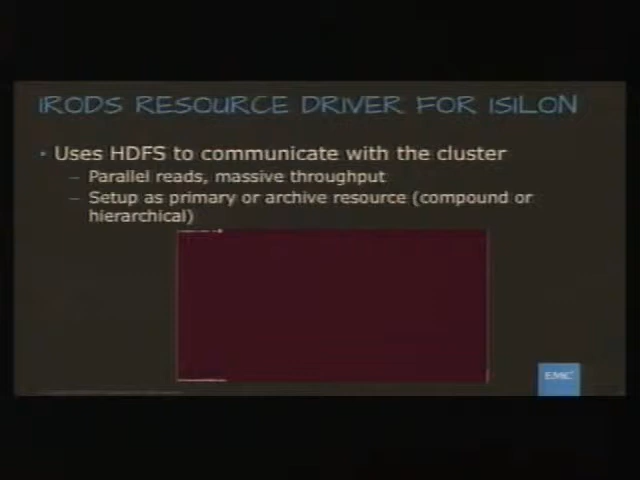 IRODS RESOURCE DRIVER FOR ISILON
• Uses HDFS to communicate with the cluster
– Parallel reads, massive throughput
– Setup as primary or archive resource (compound or
hierarchical)
EMC²